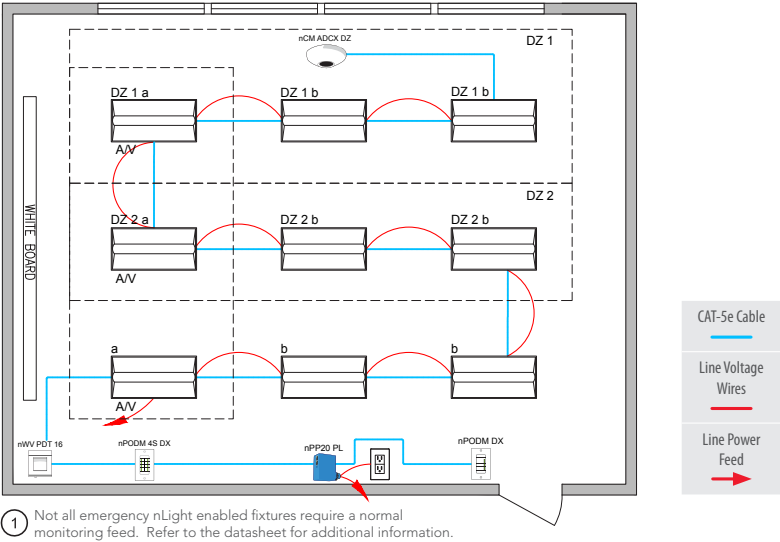 nCM ADCX DZ
DZ 1
DZ 1 a
DZ 1 b
DZ 1 b
A/V
DZ 2
DZ 2 a
DZ 2 b
DZ 2 b
A/V
WHITE BOARD
a
b
b
A/V
nWV PDT 16
nPODM 4S DX
nPP20 PL
nPODM DX
CAT-5e Cable
Line Voltage
Wires
Line Power
Feed
1
Not all emergency nLight enabled fixtures require a normal
monitoring feed. Refer to the datasheet for additional information.